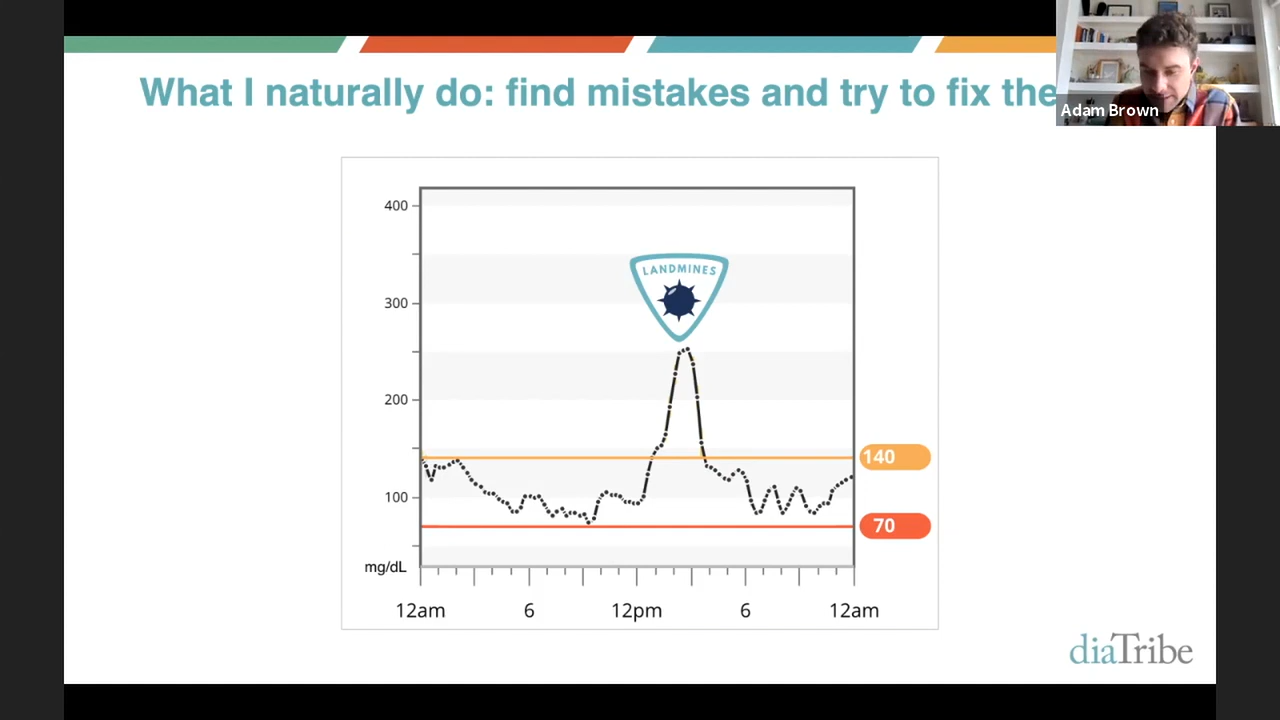 What I naturally do: find mistakes and try to fix the
Adam Brown
400
LANDMINES
300
200
140
100
70
mg/dL
12am 6 12pm 6 12am
diaTribe